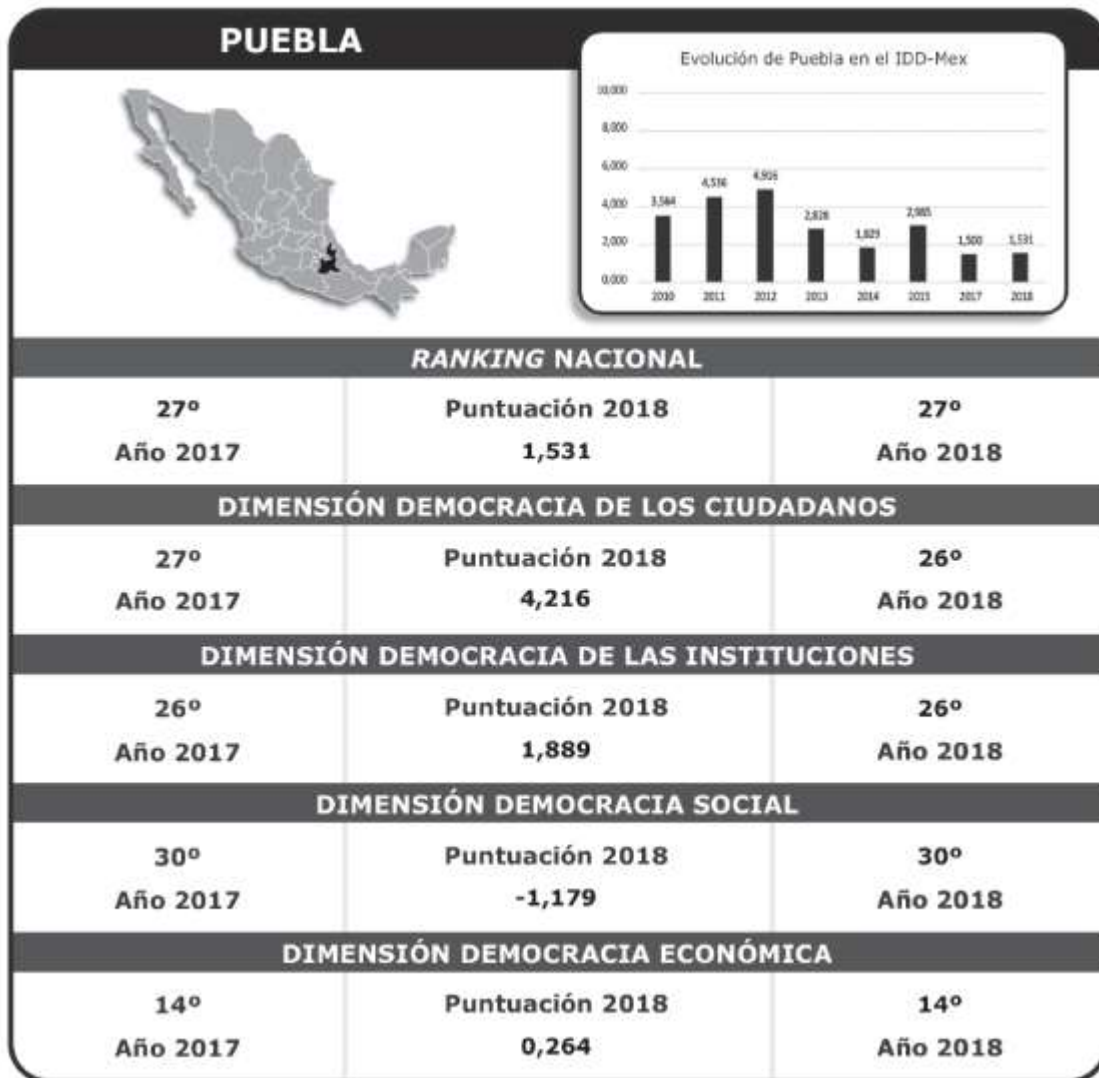 PUEBLA
Evolución de Puebla en el IDD-Mex
10,000
8,000
6,000
4,000
2,000
0,000
3,564
4,536
4,916
2,828
1,823
2,985
1,500
1,531
2010
2011
2012
2013
2014
2015
2017
2018
RANKING NACIONAL
27º
Puntuación 2018
27º
Año 2017
1,531
Año 2018
DIMENSIÓN DEMOCRACIA DE LOS CIUDADANOS
27º
Puntuación 2018
26º
Año 2017
4,216
Año 2018
DIMENSIÓN DEMOCRACIA DE LAS INSTITUCIONES
26º
Puntuación 2018
26º
Año 2017
1,889
Año 2018
DIMENSIÓN DEMOCRACIA SOCIAL
30º
Puntuación 2018
30º
Año 2017
-1,179
Año 2018
DIMENSIÓN DEMOCRACIA ECONÓMICA
14º
Puntuación 2018
14º
Año 2017
0,264
Año 2018